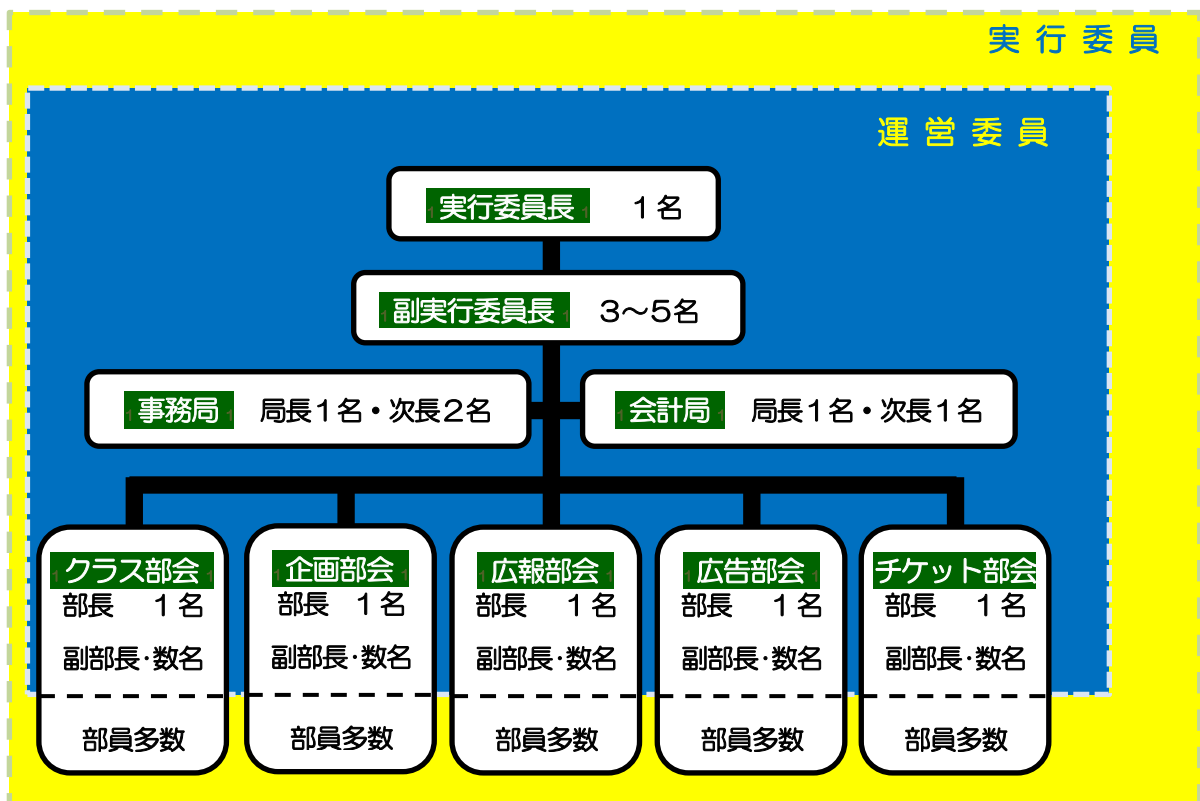 実行委員
運営委員
実行委員長 1名
副実行委員長 3～5名
事務局 局長1名・次長2名
会計局 局長1名・次長1名
クラス部会
部長 1名
副部長・数名
部員多数
企画部会
部長 1名
副部長・数名
部員多数
広報部会
部長 1名
副部長・数名
部員多数
広告部会
部長 1名
副部長・数名
部員多数
チケット部会
部長 1名
副部長・数名
部員多数